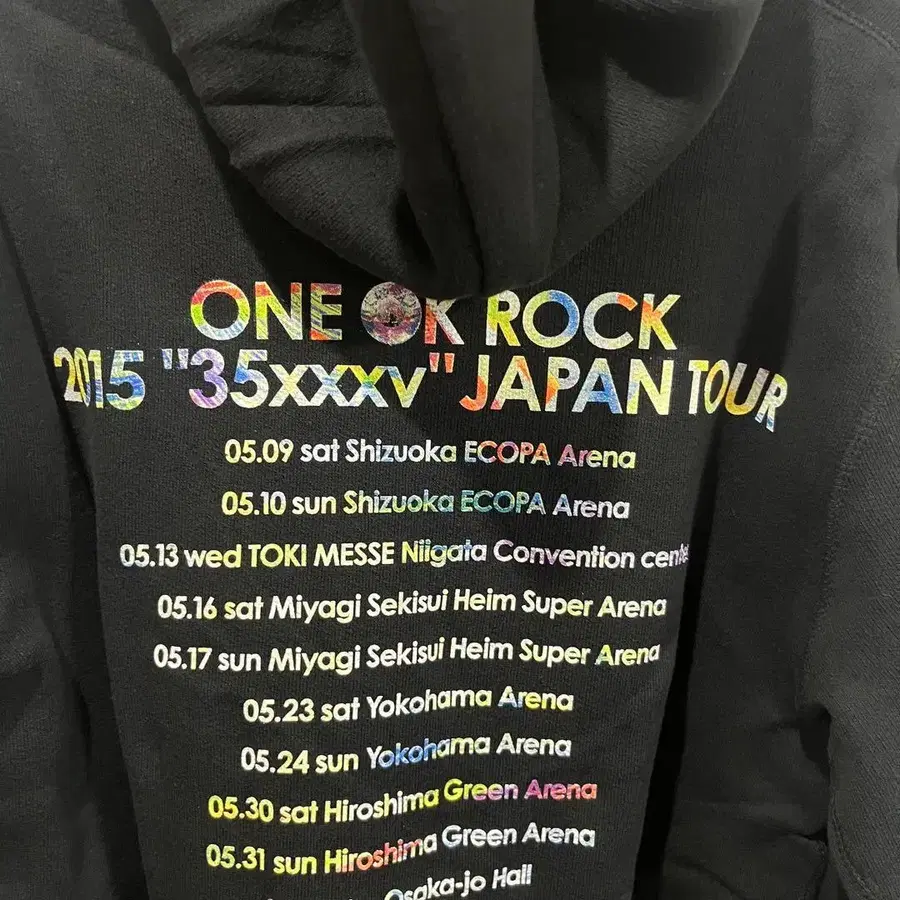 ONE OK ROCK
2015 "35xxxv" JAPAN TOUR
05.09 sat Shizuoka ECOPA Arena
05.10 sun Shizuoka ECOPA Arena
05.13 wed TOKI MESSE Niigata Convention center
05.16 sat Miyagi Sekisui Heim Super Arena
05.17 sun Miyagi Sekisui Heim Super Arena
05.23 sat Yokohama Arena
05.24 sun Yokohama Arena
05.30 sat Hiroshima Green Arena
05.31 sun Hiroshima Green Arena
Osaka-jo Hall